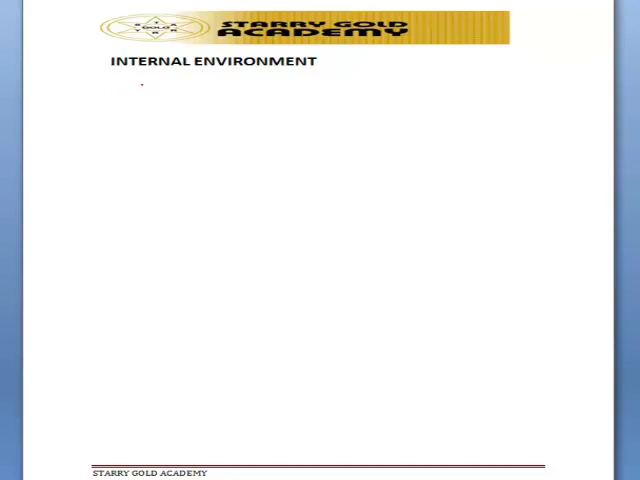 STARRY GOLD
ACADEMY
INTERNAL ENVIRONMENT
STARRY GOLD ACADEMY